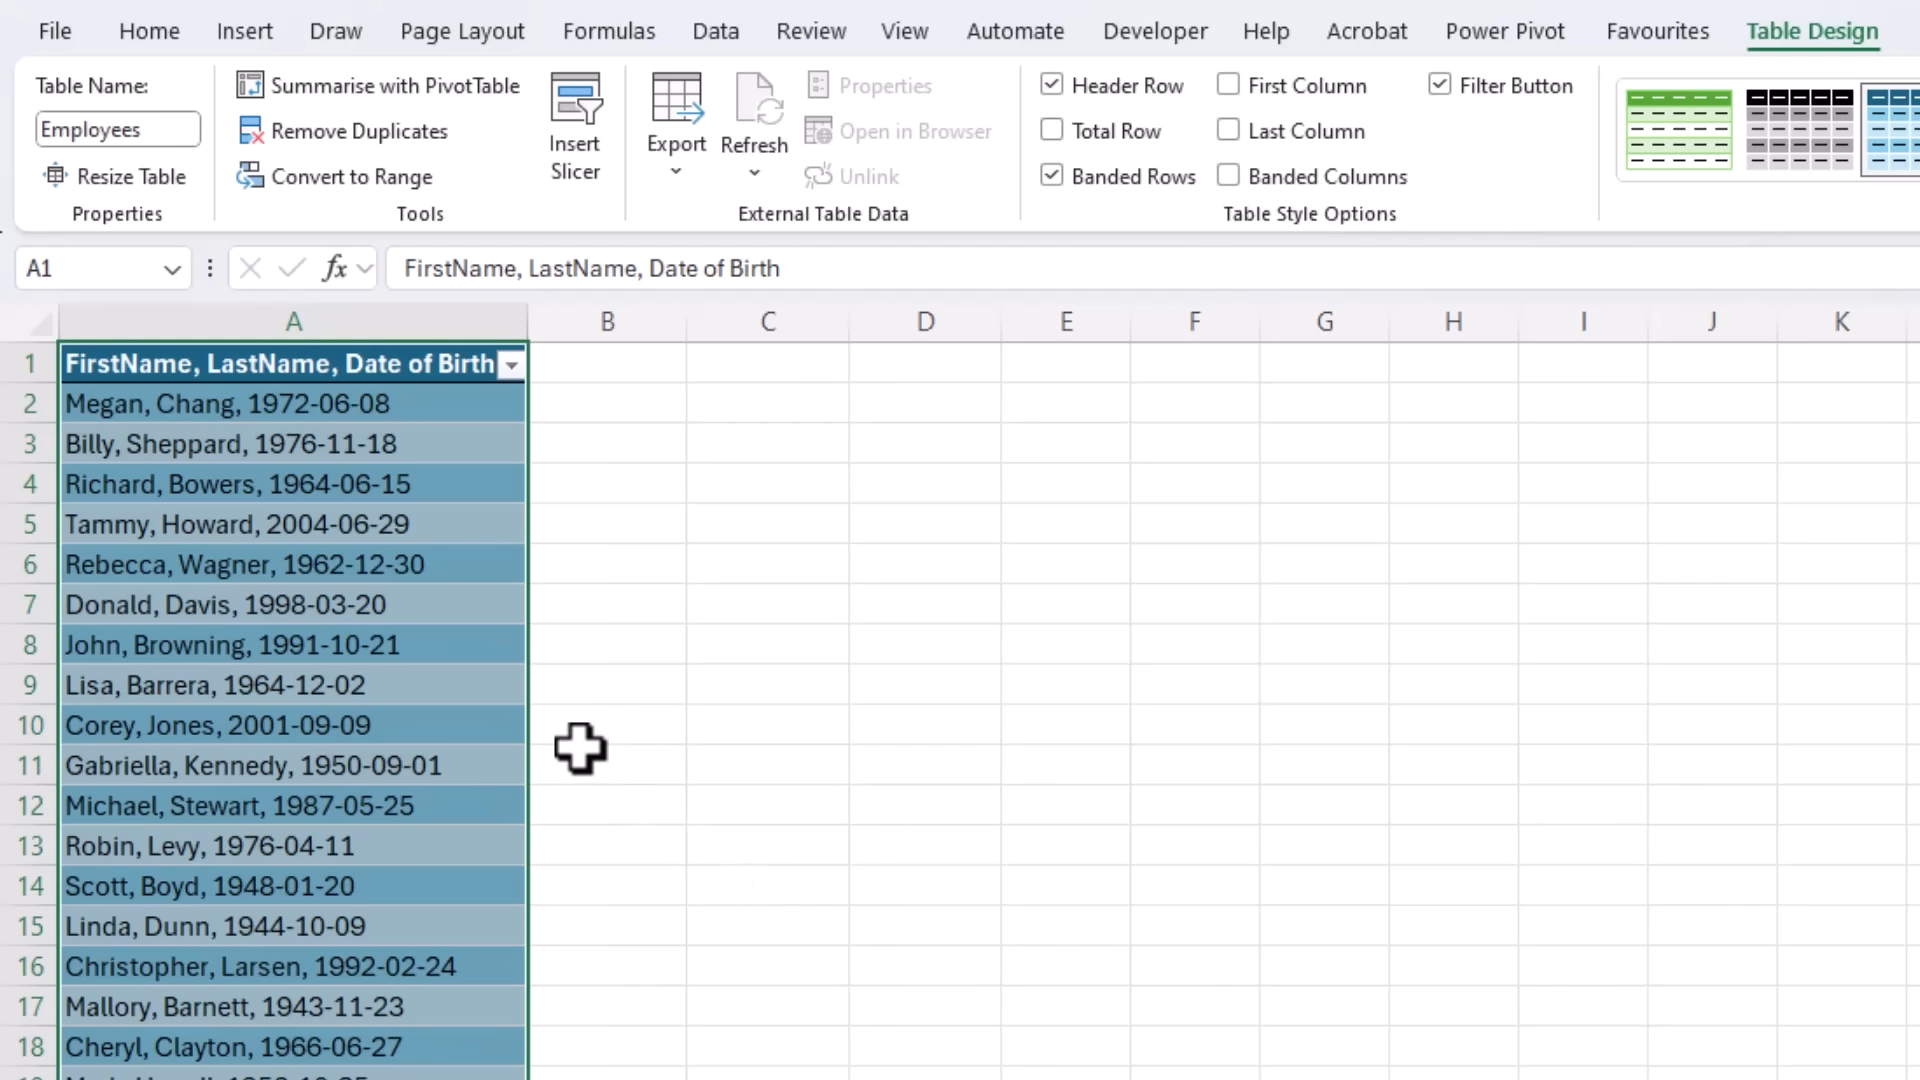 File Home Insert Draw Page Layout Formulas Data Review View Automate Developer Help Acrobat Power Pivot Favourites Table Design
Table Name:
Employees
Resize Table
Properties
Summarise with PivotTable
Remove Duplicates
Convert to Range
Tools
Insert
Slicer
Export
Refresh
Properties
Open in Browser
Unlink
External Table Data
Header Row
Total Row
Banded Rows
First Column
Last Column
Banded Columns
Filter Button
Table Style Options
A1 fx FirstName, LastName, Date of Birth
A B C D E F G H I J K
1 FirstName, LastName, Date of Birth
2 Megan, Chang, 1972-06-08
3 Billy, Sheppard, 1976-11-18
4 Richard, Bowers, 1964-06-15
5 Tammy, Howard, 2004-06-29
6 Rebecca, Wagner, 1962-12-30
7 Donald, Davis, 1998-03-20
8 John, Browning, 1991-10-21
9 Lisa, Barrera, 1964-12-02
10 Corey, Jones, 2001-09-09
11 Gabriella, Kennedy, 1950-09-01
12 Michael, Stewart, 1987-05-25
13 Robin, Levy, 1976-04-11
14 Scott, Boyd, 1948-01-20
15 Linda, Dunn, 1944-10-09
16 Christopher, Larsen, 1992-02-24
17 Mallory, Barnett, 1943-11-23
18 Cheryl, Clayton, 1966-06-27